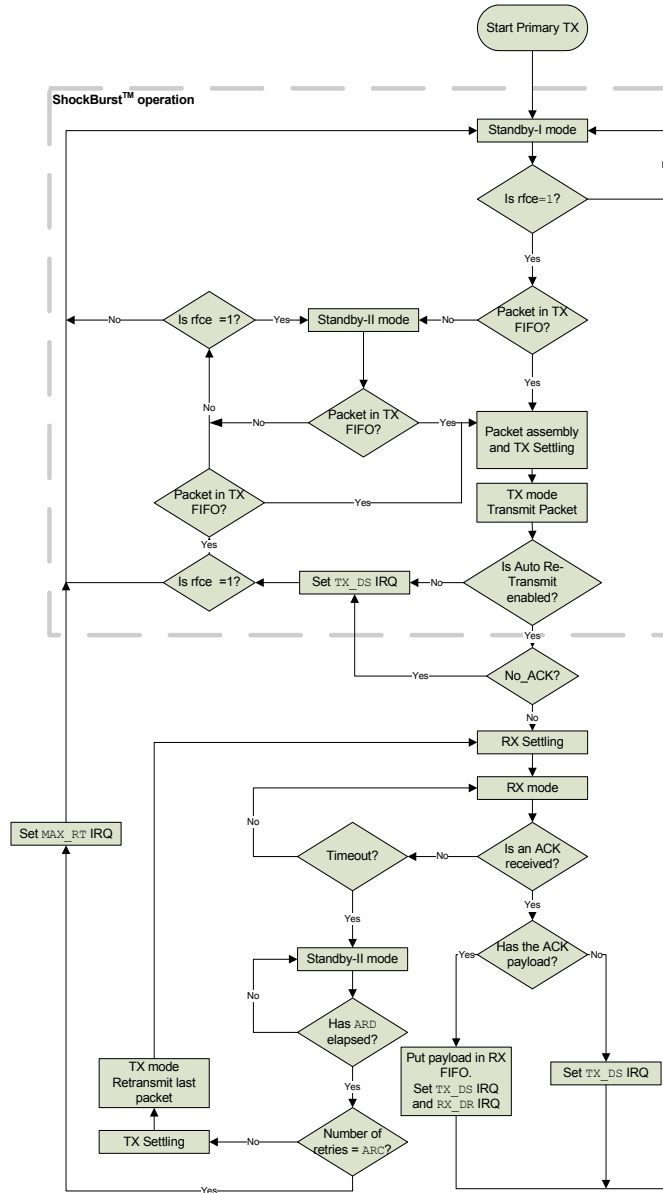 Start Primary TX
ShockBurst™ operation
Standby-I mode
Is rfce=1?
Yes
Is rfce =1?
No
Yes
Standby-II mode
No
Packet in TX
FIFO?
Yes
No
No
Packet in TX
FIFO?
Yes
Packet assembly
and TX Settling
Packet in TX
FIFO?
Yes
TX mode
Transmit Packet
Yes
Is rfce =1?
Set TX_DS IRQ
No
Is Auto Re-
Transmit
enabled?
Yes
Yes
No_ACK?
No
RX Settling
RX mode
No
Set MAX_RT IRQ
Timeout?
No
Is an ACK
received?
Yes
Yes
Standby-II mode
Yes
Has the ACK
payload?
No
No
Has ARD
elapsed?
TX mode
Retransmit last
packet
Yes
Put payload in RX
FIFO.
Set TX_DS IRQ
and RX_DR IRQ
Set TX_DS IRQ
TX Settling
No
Number of
retries = ARC?
Yes